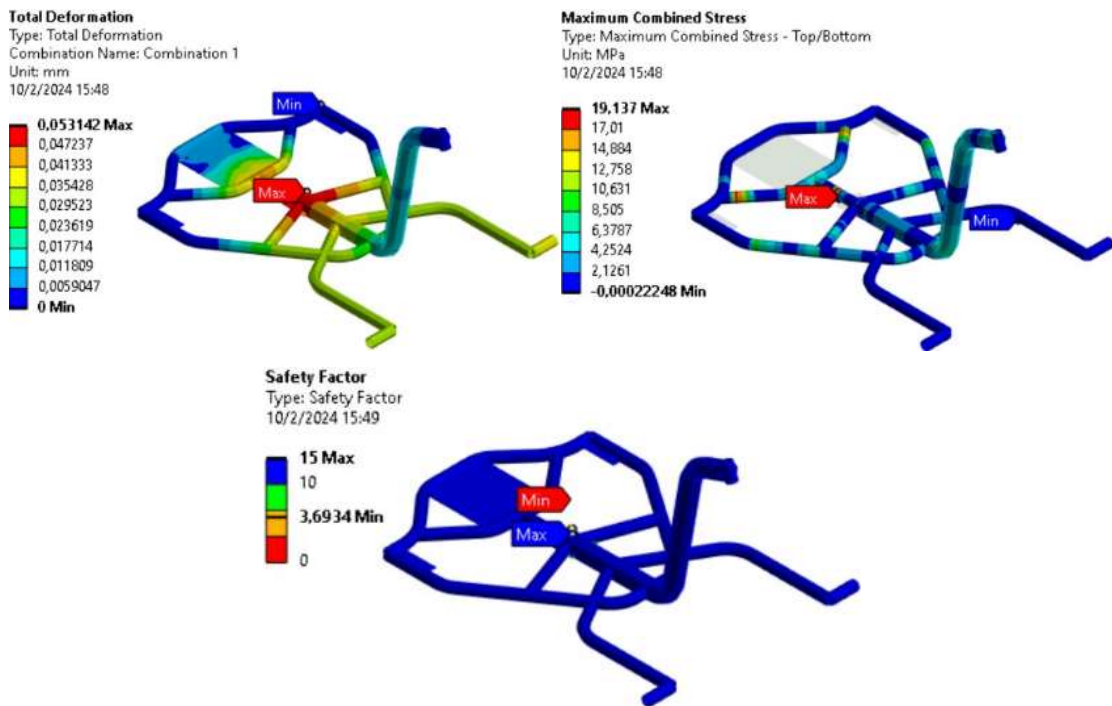 Total Deformation
Type: Total Deformation
Combination Name: Combination 1
Unit: mm
10/2/2024 15:48
0,053142 Max
0,047237
0,041333
0,035428
0,029523
0,023619
0,017714
0,011809
0,0059047
0 Min
Min
Max
Maximum Combined Stress
Type: Maximum Combined Stress - Top/Bottom
Unit: MPa
10/2/2024 15:48
19,137 Max
17,01
14,884
12,758
10,631
8,505
6,3787
4,2524
2,1261
-0,00022248 Min
Max
Min
Safety Factor
Type: Safety Factor
10/2/2024 15:49
15 Max
10
3,6934 Min
0
Min
Max